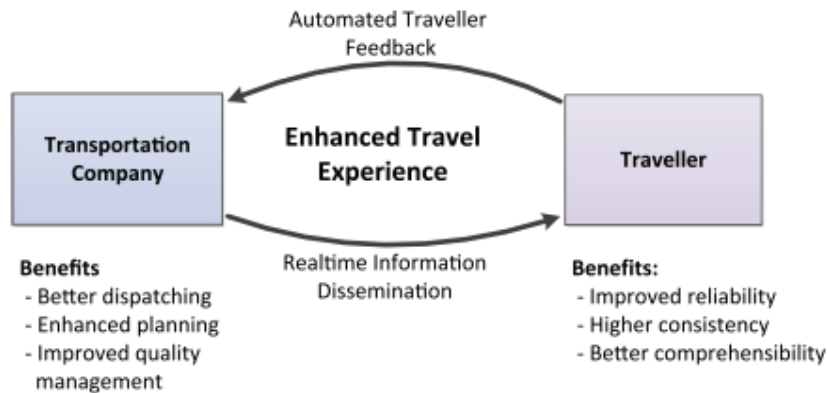 Automated Traveller
Feedback
Transportation
Company
Enhanced Travel
Experience
Traveller
Realtime Information
Dissemination
Benefits
- Better dispatching
- Enhanced planning
- Improved quality
management
Benefits:
- Improved reliability
- Higher consistency
- Better comprehensibility